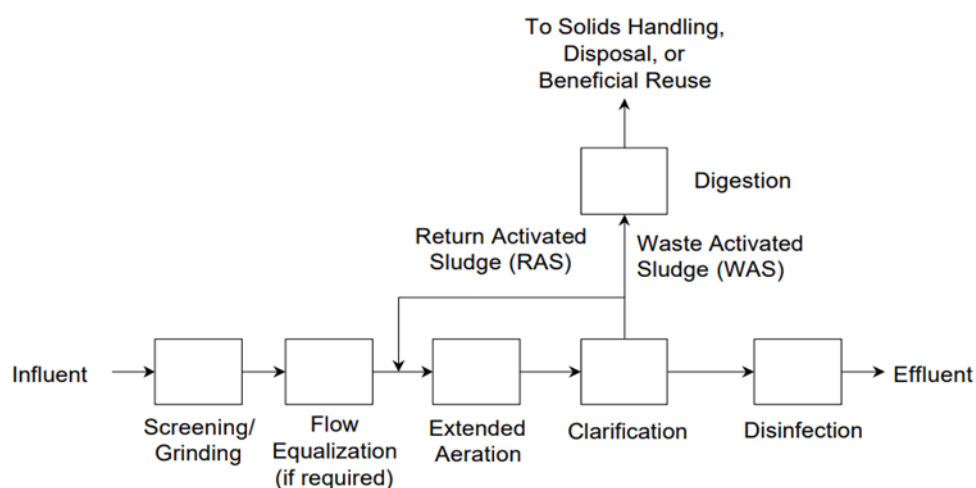 To Solids Handling,
Disposal, or
Beneficial Reuse
Digestion
Return Activated
Sludge (RAS)
Waste Activated
Sludge (WAS)
Influent
Effluent
Screening/
Grinding
Flow
Equalization
(if required)
Extended
Aeration
Clarification
Disinfection